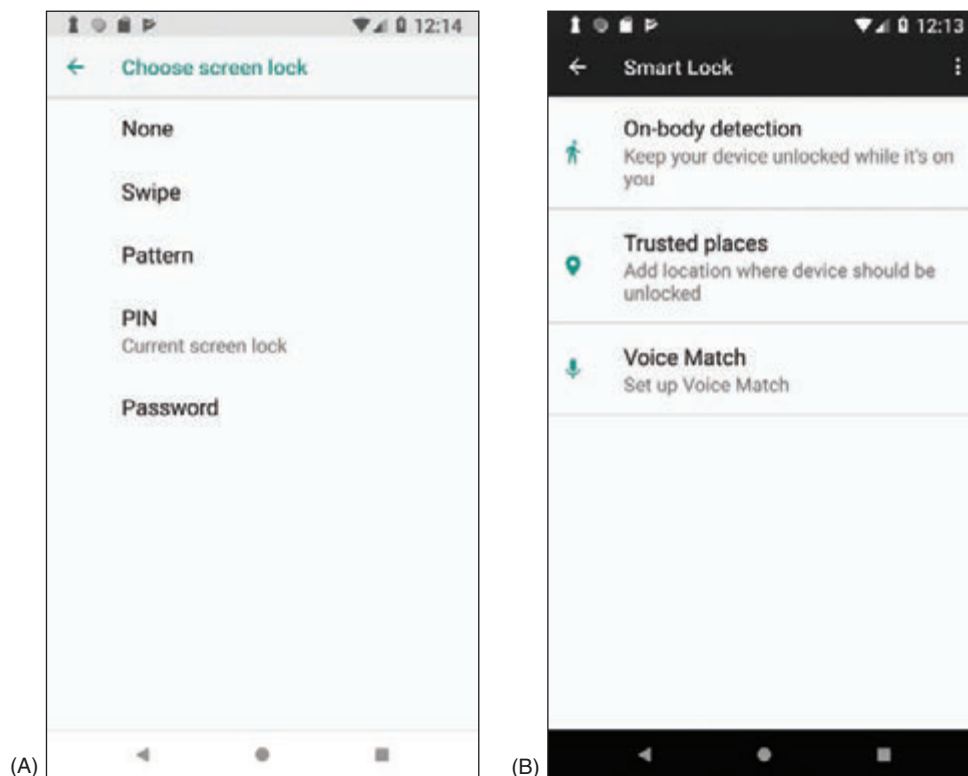 12:14
Choose screen lock
None
Swipe
Pattern
PIN
Current screen lock
Password
(A)
12:13
Smart Lock
On-body detection
Keep your device unlocked while it's on
you
Trusted places
Add location where device should be
unlocked
Voice Match
Set up Voice Match
(B)